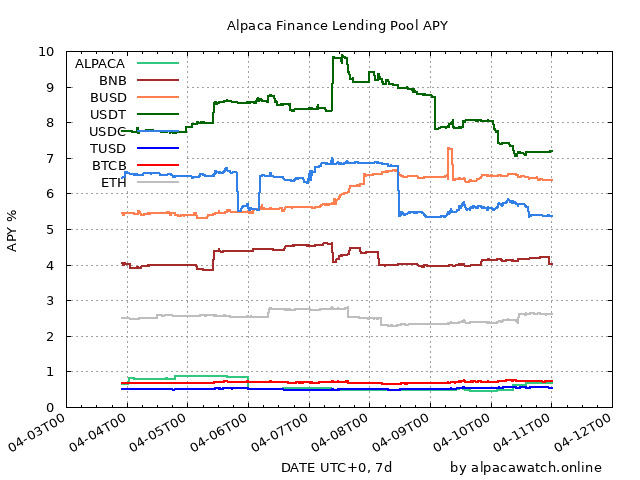 Alpaca Finance Lending Pool APY
10
9
8
7
6
5
4
3
2
1
0
APY %
ALPACA
BNB
BUSD
USDT
USDC
TUSD
BTCB
ETH
04-03T00
04-04T00
04-05T00
04-06T00
04-07T00
04-08T00
04-09T00
04-10T00
04-11T00
04-12T00
DATE UTC+0, 7d
by alpacawatch.online